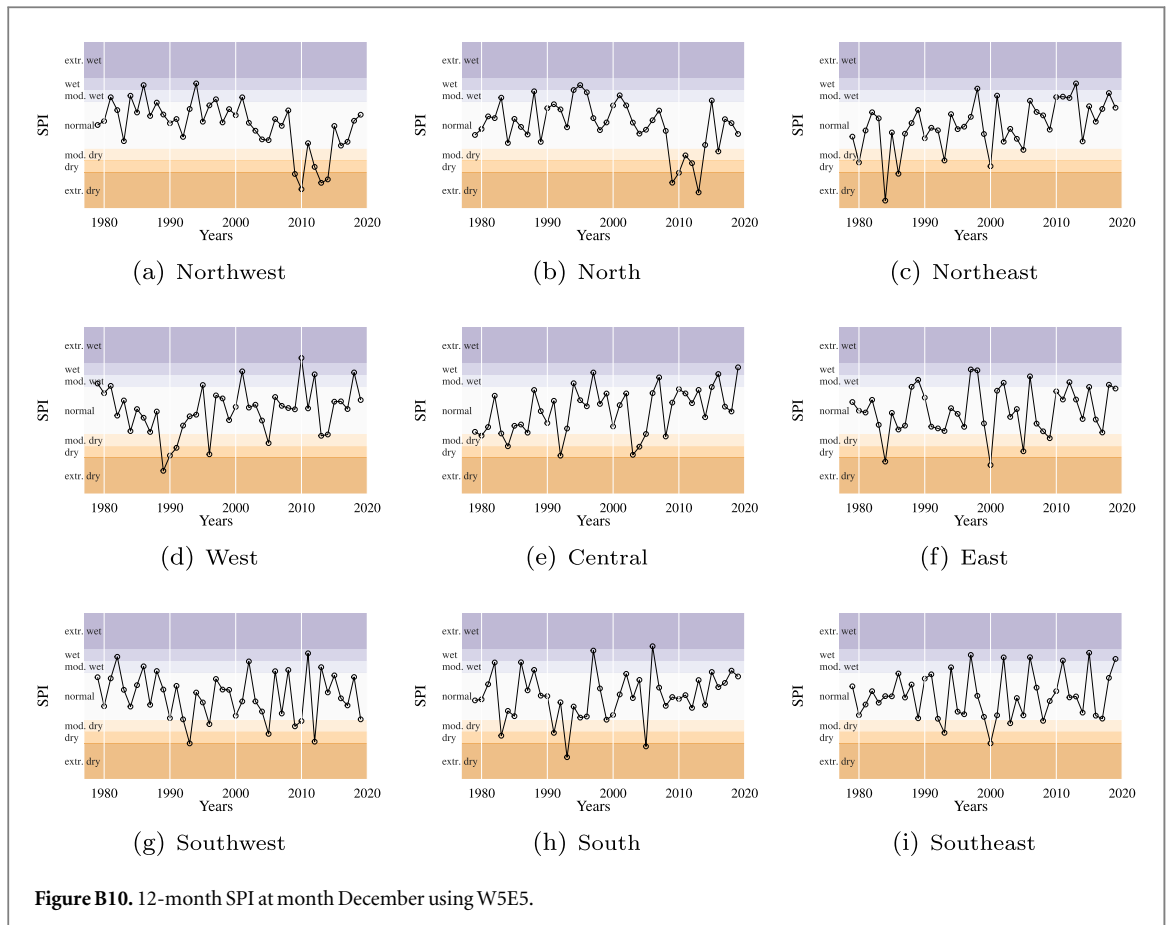 extr. wet
wet
mod. wet
normal
mod. dry
dry
extr. dry
SPI
1980 1990 2000 2010 2020
Years
(a) Northwest
extr. wet
wet
mod. wet
normal
mod. dry
dry
extr. dry
SPI
1980 1990 2000 2010 2020
Years
(b) North
extr. wet
wet
mod. wet
normal
mod. dry
dry
extr. dry
SPI
1980 1990 2000 2010 2020
Years
(c) Northeast
extr. wet
wet
mod. wet
normal
mod. dry
dry
extr. dry
SPI
1980 1990 2000 2010 2020
Years
(d) West
extr. wet
wet
mod. wet
normal
mod. dry
dry
extr. dry
SPI
1980 1990 2000 2010 2020
Years
(e) Central
extr. wet
wet
mod. wet
normal
mod. dry
dry
extr. dry
SPI
1980 1990 2000 2010 2020
Years
(f) East
extr. wet
wet
mod. wet
normal
mod. dry
dry
extr. dry
SPI
1980 1990 2000 2010 2020
Years
(g) Southwest
extr. wet
wet
mod. wet
normal
mod. dry
dry
extr. dry
SPI
1980 1990 2000 2010 2020
Years
(h) South
extr. wet
wet
mod. wet
normal
mod. dry
dry
extr. dry
SPI
1980 1990 2000 2010 2020
Years
(i) Southeast
Figure B10. 12-month SPI at month December using W5E5.